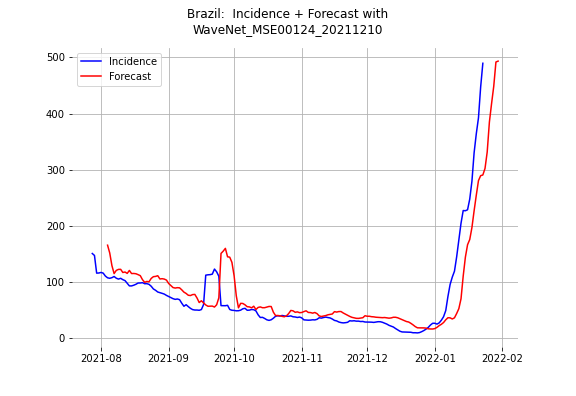 Brazil:  Incidence + Forecast with
WaveNet_MSE00124_20211210
Incidence
Forecast
500
400
300
200
100
0
2021-08 2021-09 2021-10 2021-11 2021-12 2022-01 2022-02